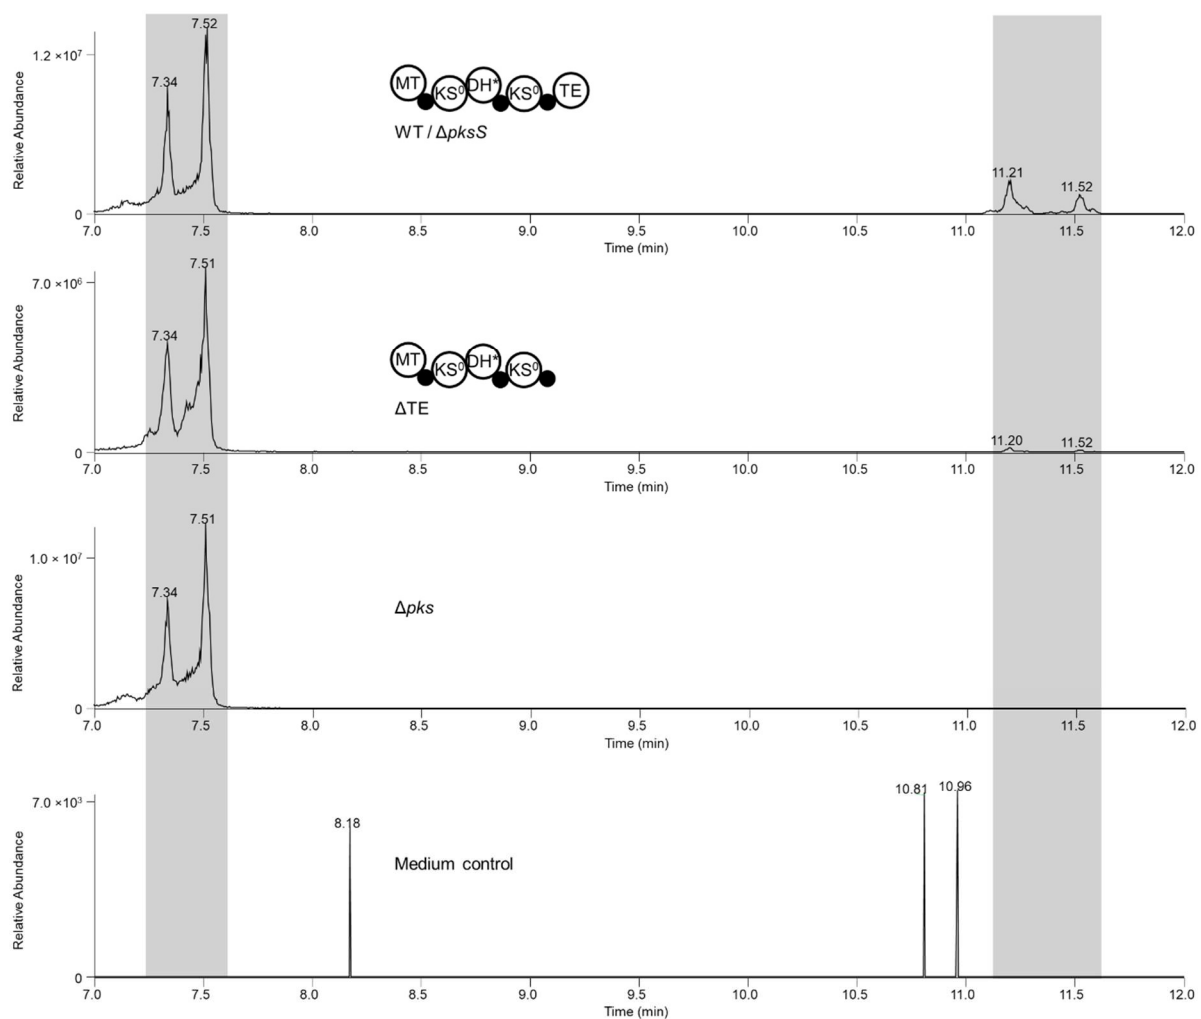 7.52
1.2 ×10⁷
7.34
Relative Abundance
MT KS⁰ DH* KS⁰ TE
WT / ΔpksS
11.21
11.52
0
7.0 7.5 8.0 8.5 9.0 9.5 10.0 10.5 11.0 11.5 12.0
Time (min)
7.51
7.0 ×10⁶
7.34
Relative Abundance
MT KS⁰ DH* KS⁰
ΔTE
11.20 11.52
0
7.0 7.5 8.0 8.5 9.0 9.5 10.0 10.5 11.0 11.5 12.0
Time (min)
7.51
1.0 × 10⁷
7.34
Relative Abundance
Δpks
0
7.0 7.5 8.0 8.5 9.0 9.5 10.0 10.5 11.0 11.5 12.0
Time (min)
7.0 ×10³
10.81 10.96
8.18
Relative Abundance
Medium control
0
7.0 7.5 8.0 8.5 9.0 9.5 10.0 10.5 11.0 11.5 12.0
Time (min)